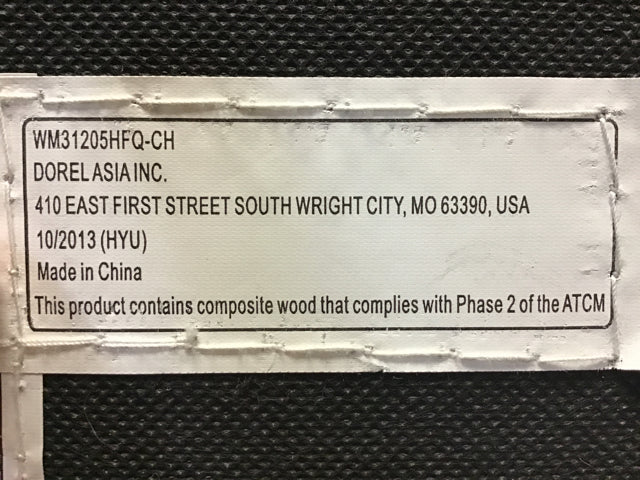 WM31205HFQ-CH
DOREL ASIA INC.
410 EAST FIRST STREET SOUTH WRIGHT CITY, MO 63390, USA
10/2013 (HYU)
Made in China
This product contains composite wood that complies with Phase 2 of the ATCM